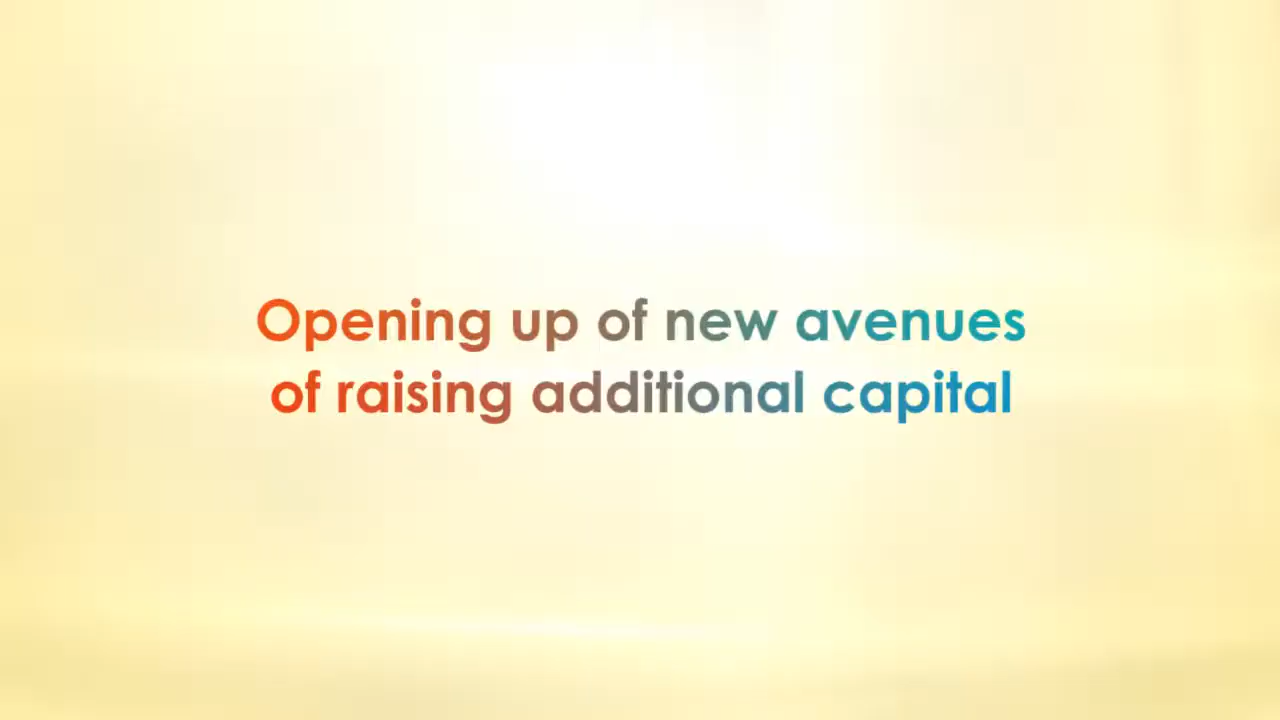 Opening up of new avenues
of raising additional capital